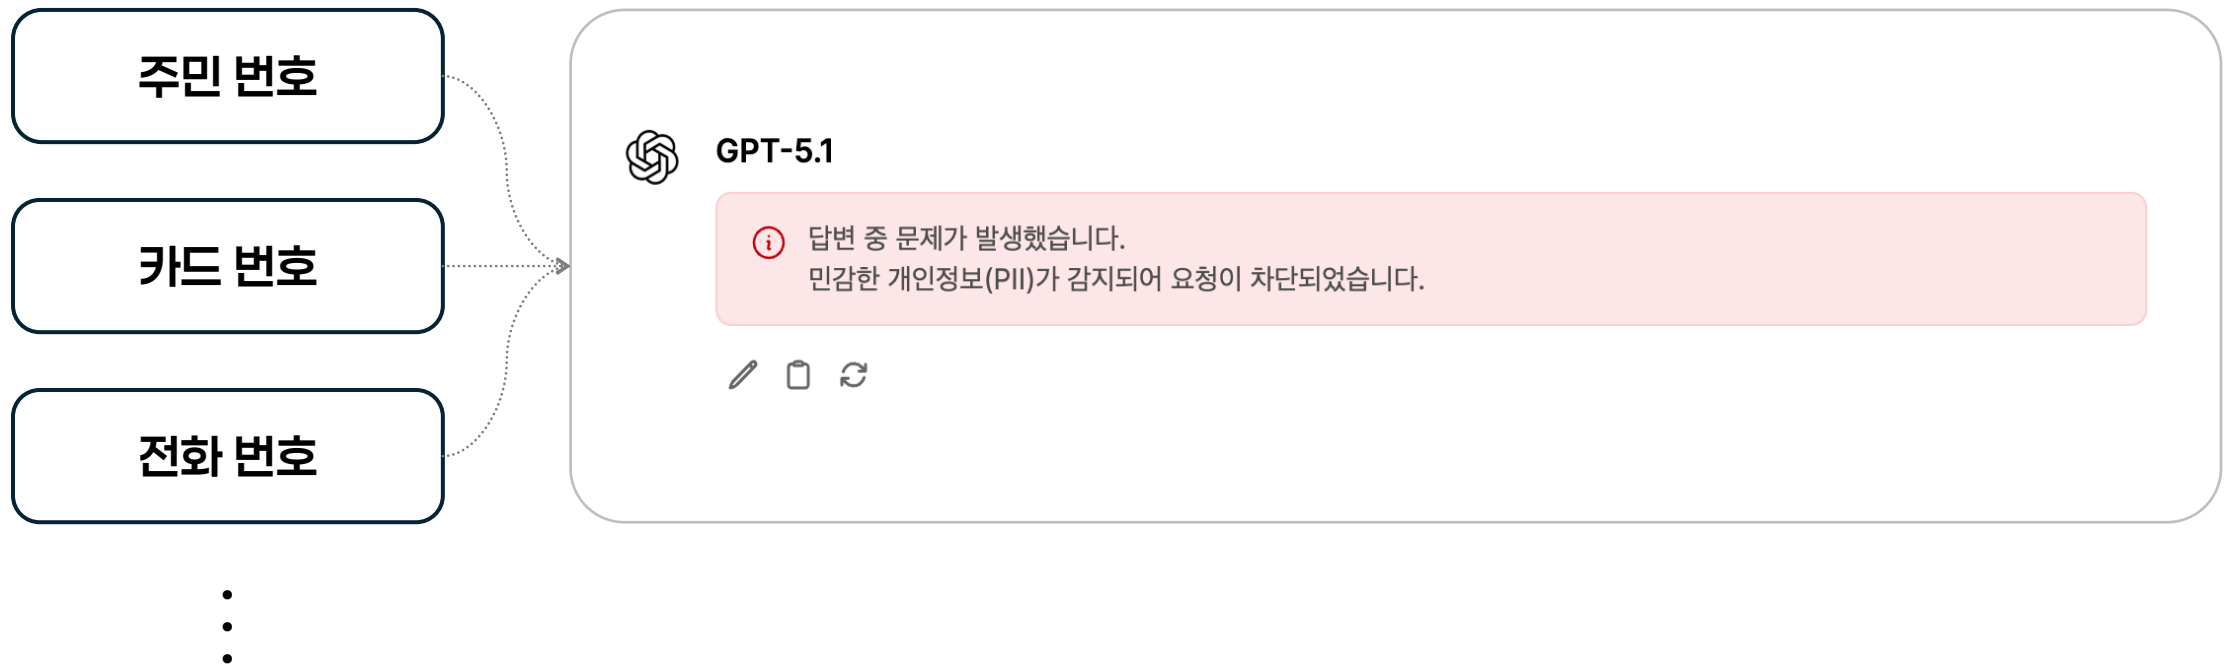 주민 번호
카드 번호
전화 번호
GPT-5.1
답변 중 문제가 발생했습니다.
민감한 개인정보(PII)가 감지되어 요청이 차단되었습니다.